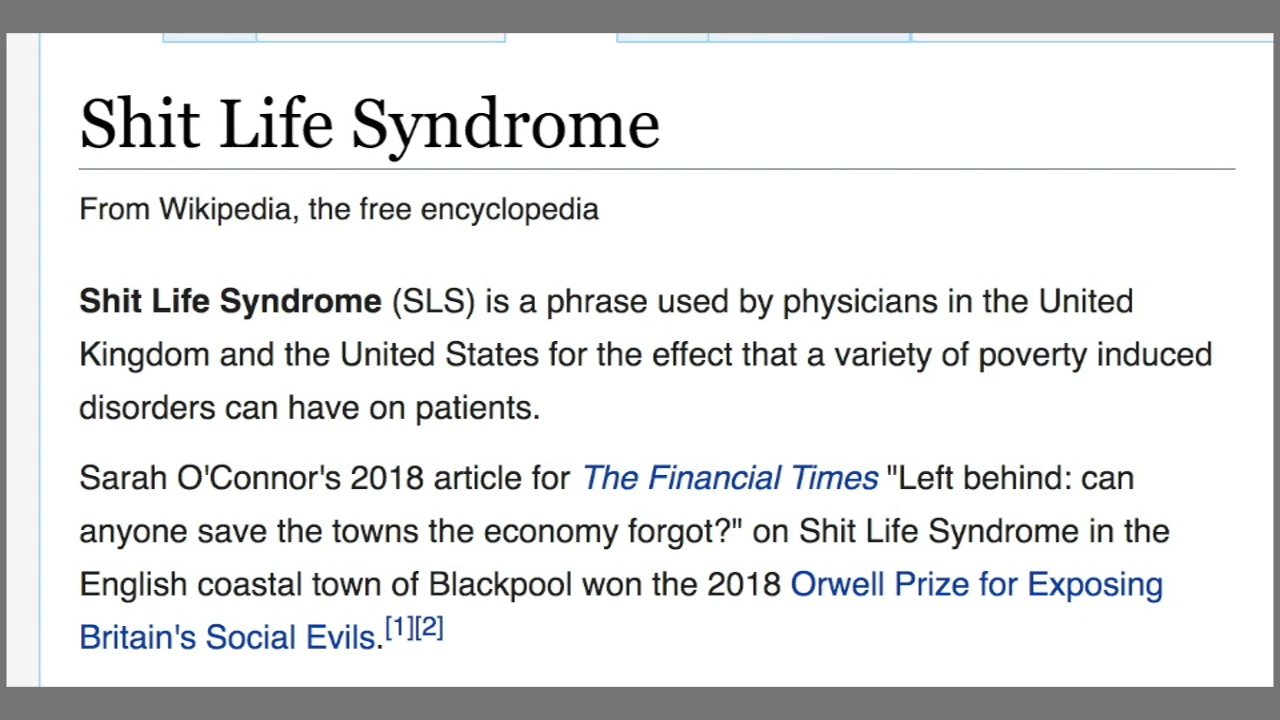 Shit Life Syndrome
From Wikipedia, the free encyclopedia
Shit Life Syndrome (SLS) is a phrase used by physicians in the United
Kingdom and the United States for the effect that a variety of poverty induced
disorders can have on patients.
Sarah O'Connor's 2018 article for The Financial Times "Left behind: can
anyone save the towns the economy forgot?" on Shit Life Syndrome in the
English coastal town of Blackpool won the 2018 Orwell Prize for Exposing
Britain's Social Evils.[1][2]